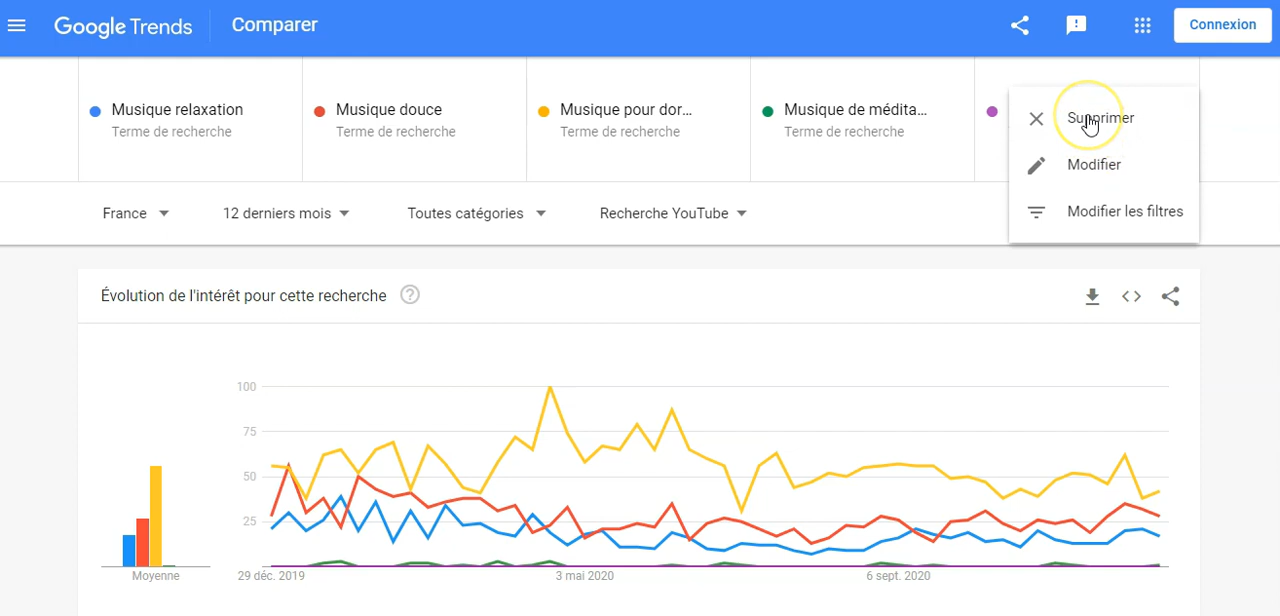 Google Trends Comparer Connexion
Musique relaxation
Terme de recherche
Musique douce
Terme de recherche
Musique pour dor...
Terme de recherche
Musique de médita...
Terme de recherche
Supprimer
Modifier
Modifier les filtres
France 12 derniers mois Toutes catégories Recherche YouTube
Évolution de l'intérêt pour cette recherche ?
100
75
50
25
Moyenne 29 déc. 2019 3 mai 2020 6 sept. 2020